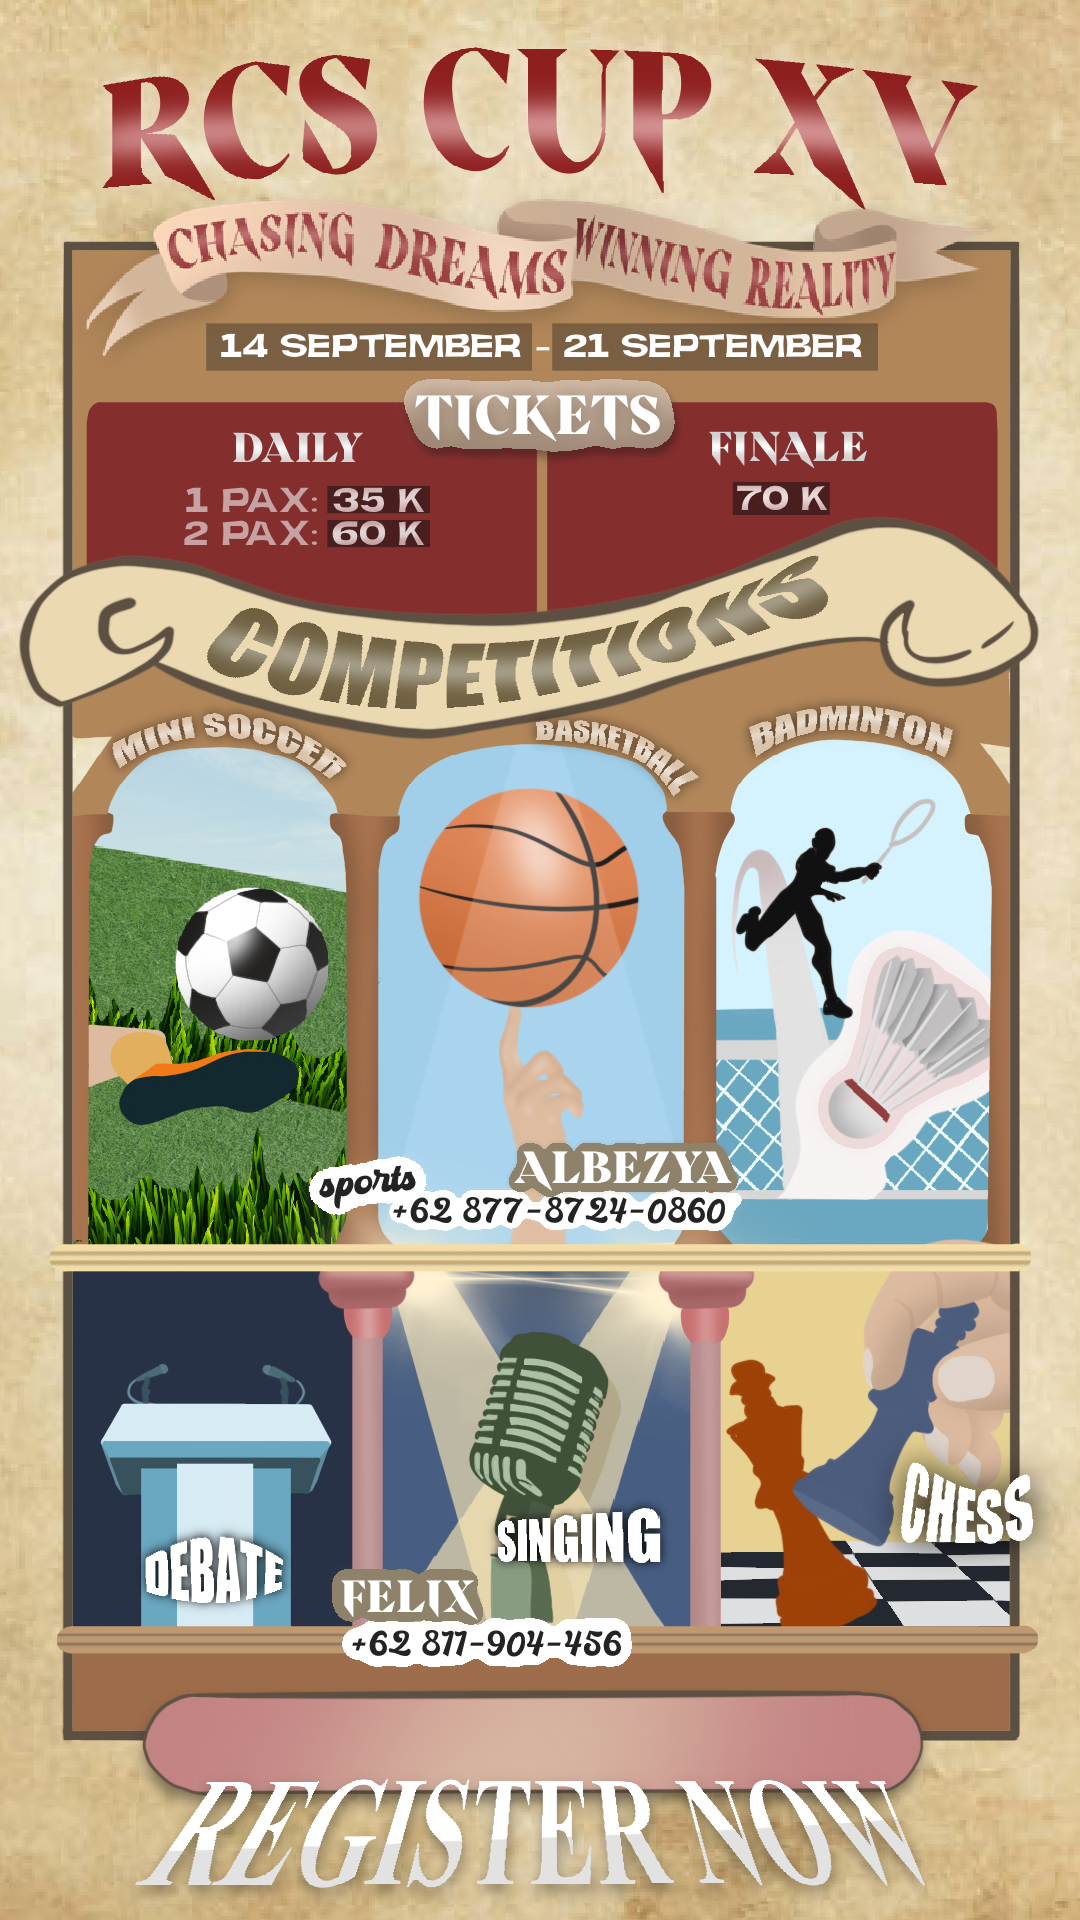 RCS CUP XV
CHASING DREAMS WINNING REALITY
14 SEPTEMBER - 21 SEPTEMBER
TICKETS
DAILY
1 PAX: 35 K
2 PAX: 60 K
FINALE
70 K
COMPETITIONS
MINI SOCCER
BASKETBALL
BADMINTON
sports
ALBEZYA
+62 877-8724-0860
DEBATE
SINGING
CHESS
FELIX
+62 877-904-456
REGISTER NOW